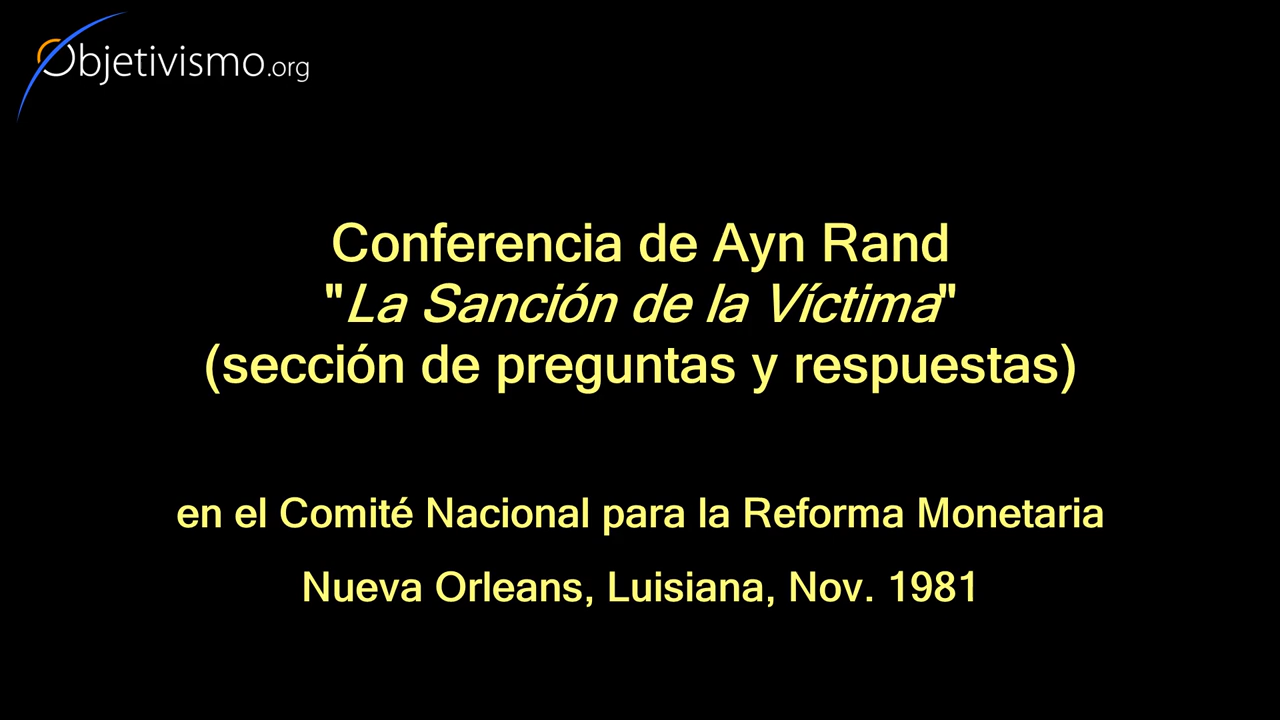 Objetivismo.org
Conferencia de Ayn Rand
"La Sanción de la Víctima"
(sección de preguntas y respuestas)
en el Comité Nacional para la Reforma Monetaria
Nueva Orleans, Luisiana, Nov. 1981